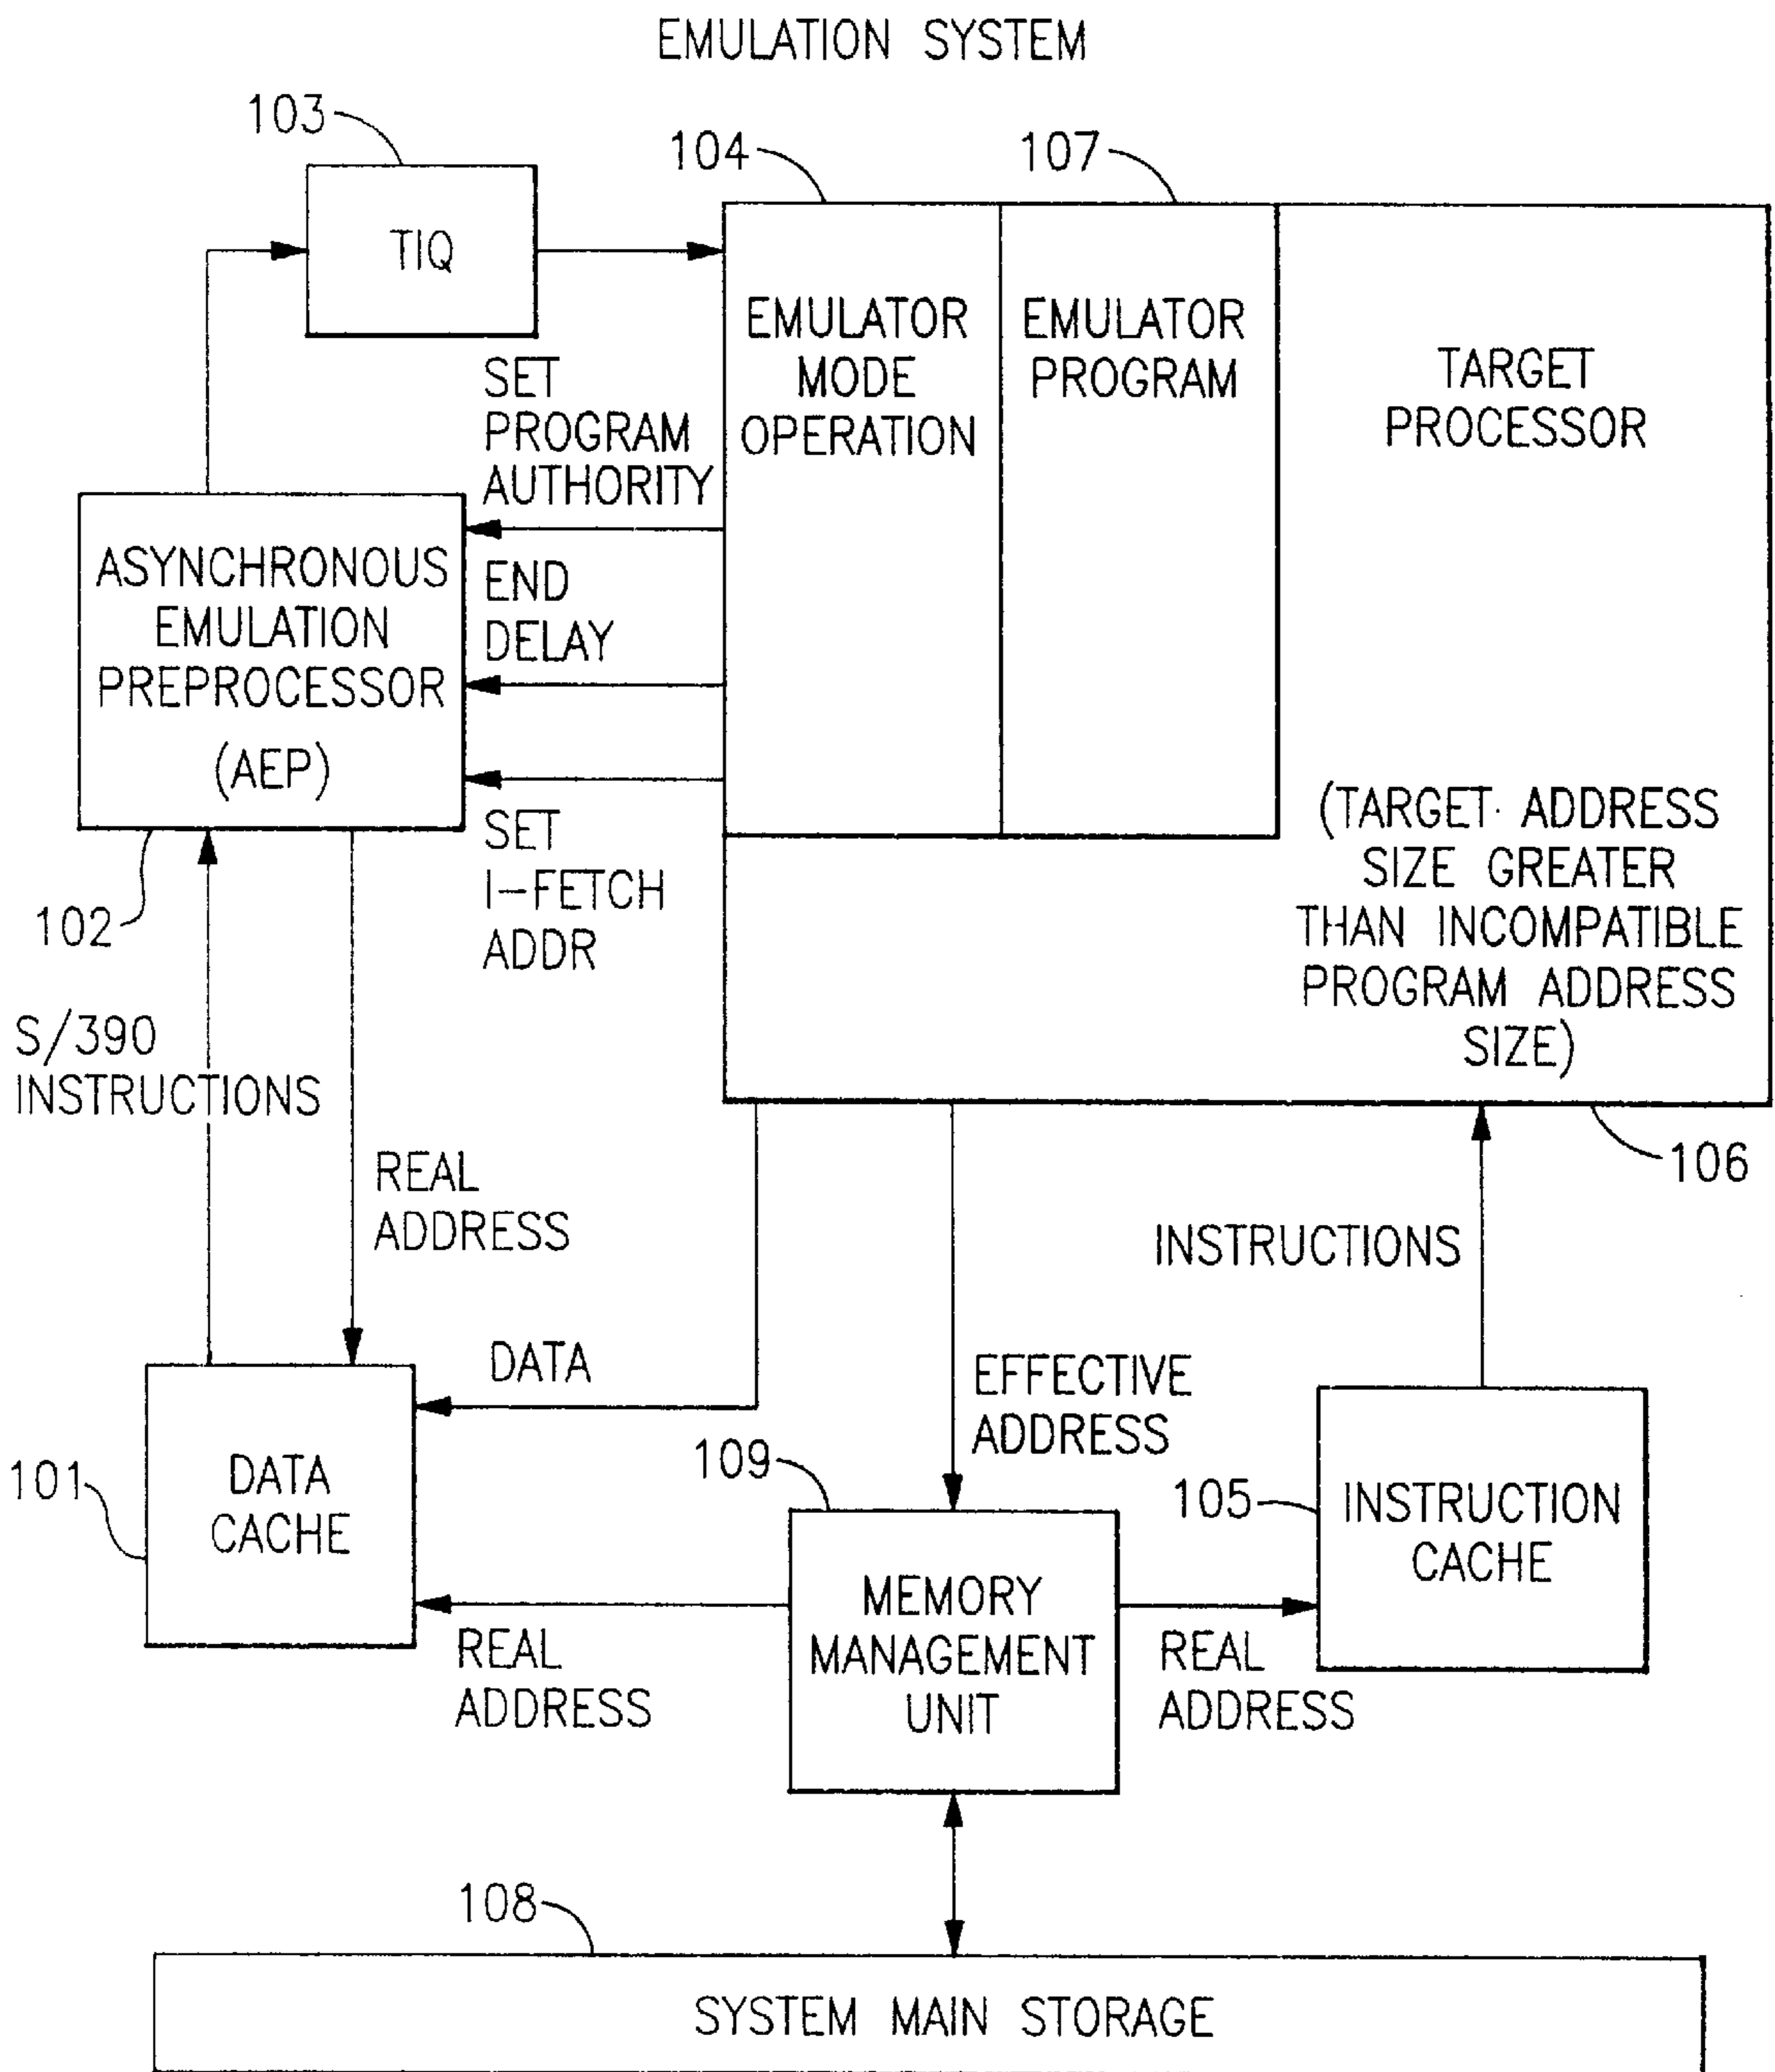 EMULATION SYSTEM
103
104
107
TIQ
EMULATOR
MODE
OPERATION
EMULATOR
PROGRAM
TARGET
PROCESSOR
SET
PROGRAM
AUTHORITY
ASYNCHRONOUS
EMULATION
PREPROCESSOR
(AEP)
END
DELAY
SET
I-FETCH
ADDR
(TARGET ADDRESS
SIZE GREATER
THAN INCOMPATIBLE
PROGRAM ADDRESS
SIZE)
102
S/390
INSTRUCTIONS
REAL
ADDRESS
106
INSTRUCTIONS
DATA
EFFECTIVE
ADDRESS
101
DATA
CACHE
109
105
INSTRUCTION
CACHE
MEMORY
MANAGEMENT
UNIT
REAL
ADDRESS
REAL
ADDRESS
108
SYSTEM MAIN STORAGE